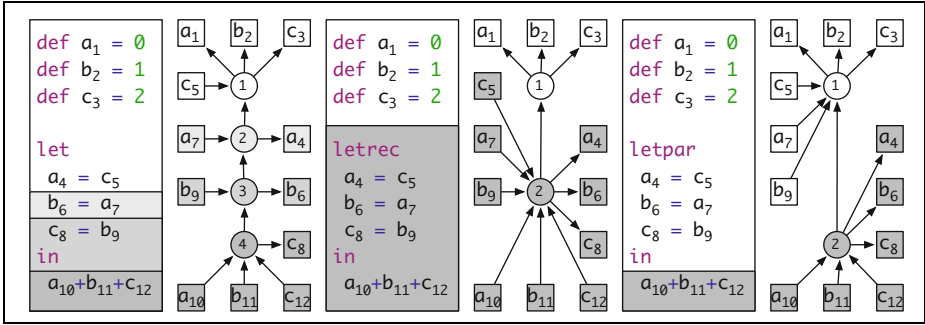 def a₁ = 0
def b₂ = 1
def c₃ = 2
let
a₄ = c₅
b₆ = a₇
c₈ = b₉
in
a₁₀+b₁₁+c₁₂
a₁ b₂ c₃
c₅ 1
a₇ 2 a₄
b₉ 3 b₆
4 c₈
a₁₀ b₁₁ c₁₂
def a₁ = 0
def b₂ = 1
def c₃ = 2
letrec
a₄ = c₅
b₆ = a₇
c₈ = b₉
in
a₁₀+b₁₁+c₁₂
a₁ b₂ c₃
c₅ 1
a₇ a₄
b₉ 2 b₆
c₈
a₁₀ b₁₁ c₁₂
def a₁ = 0
def b₂ = 1
def c₃ = 2
letpar
a₄ = c₅
b₆ = a₇
c₈ = b₉
in
a₁₀+b₁₁+c₁₂
a₁ b₂ c₃
c₅ 1
a₇ a₄
b₉ b₆
2 c₈
a₁₀ b₁₁ c₁₂